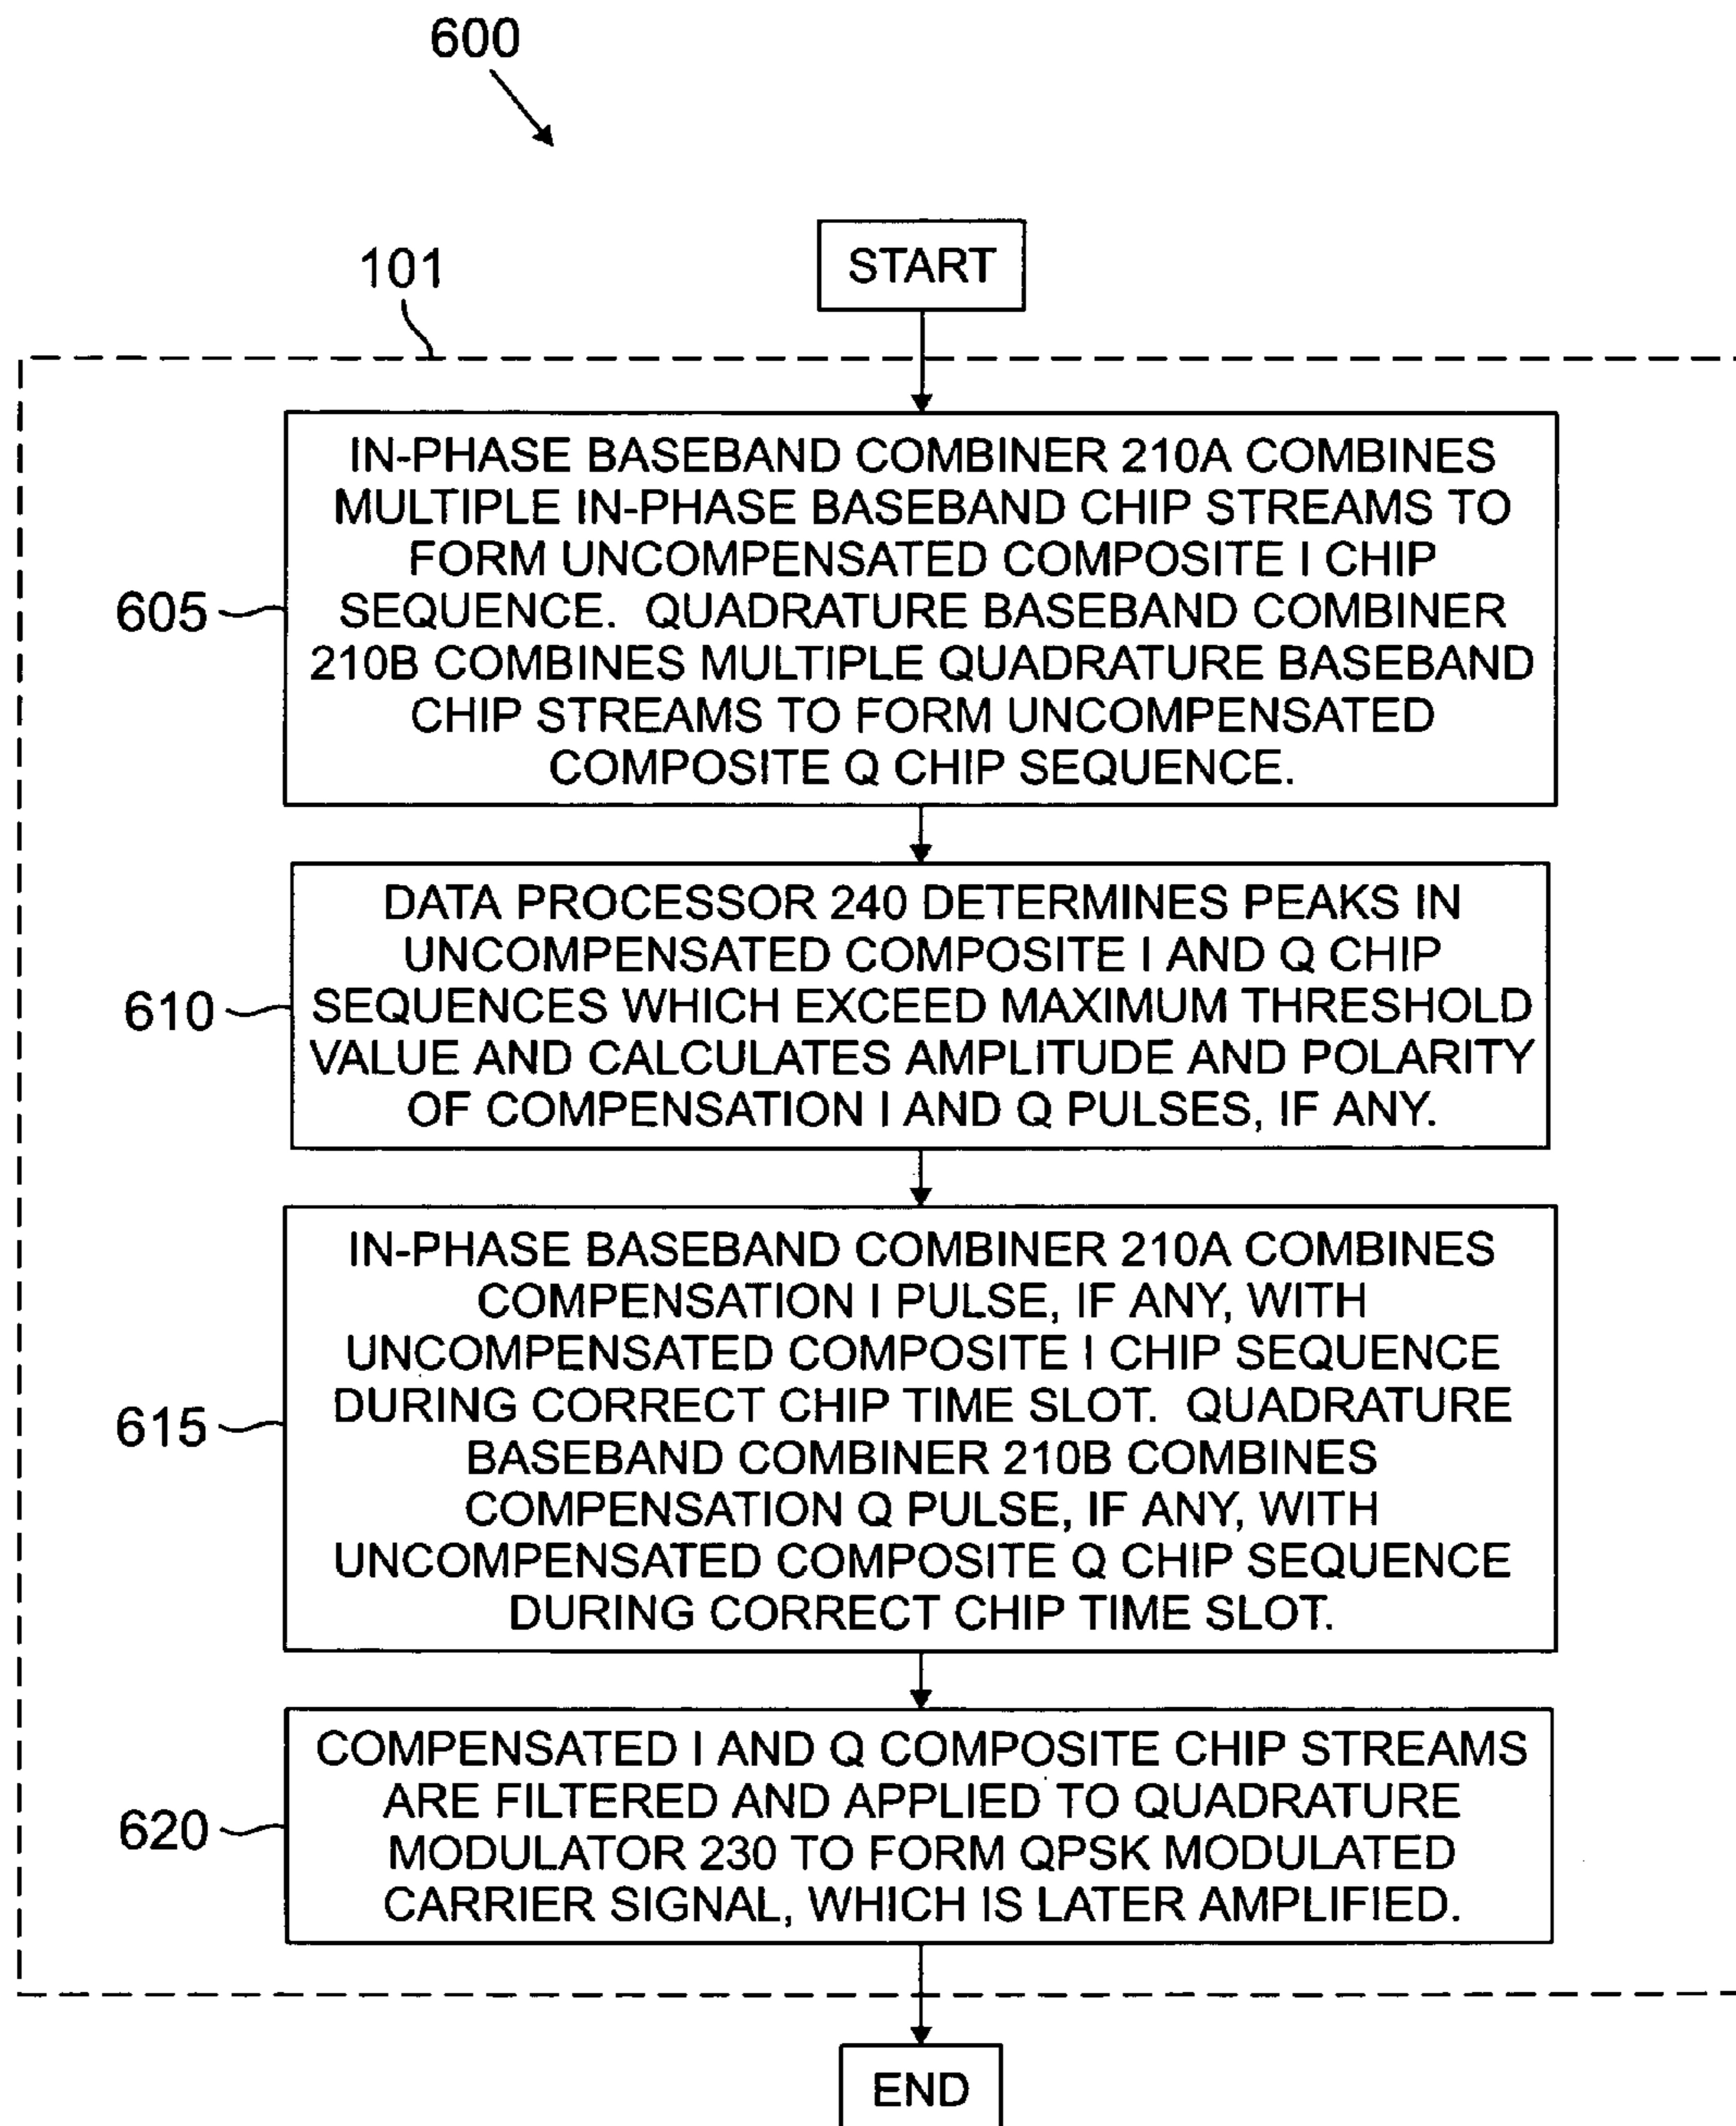 600
START
101
IN-PHASE BASEBAND COMBINER 210A COMBINES
MULTIPLE IN-PHASE BASEBAND CHIP STREAMS TO
FORM UNCOMPENSATED COMPOSITE I CHIP
605
SEQUENCE. QUADRATURE BASEBAND COMBINER
210B COMBINES MULTIPLE QUADRATURE BASEBAND
CHIP STREAMS TO FORM UNCOMPENSATED
COMPOSITE Q CHIP SEQUENCE.
DATA PROCESSOR 240 DETERMINES PEAKS IN
UNCOMPENSATED COMPOSITE I AND Q CHIP
610
SEQUENCES WHICH EXCEED MAXIMUM THRESHOLD
VALUE AND CALCULATES AMPLITUDE AND POLARITY
OF COMPENSATION I AND Q PULSES, IF ANY.
IN-PHASE BASEBAND COMBINER 210A COMBINES
COMPENSATION I PULSE, IF ANY, WITH
UNCOMPENSATED COMPOSITE I CHIP SEQUENCE
DURING CORRECT CHIP TIME SLOT. QUADRATURE
615
BASEBAND COMBINER 210B COMBINES
COMPENSATION Q PULSE, IF ANY, WITH
UNCOMPENSATED COMPOSITE Q CHIP SEQUENCE
DURING CORRECT CHIP TIME SLOT.
COMPENSATED I AND Q COMPOSITE CHIP STREAMS
ARE FILTERED AND APPLIED TO QUADRATURE
620
MODULATOR 230 TO FORM QPSK MODULATED
CARRIER SIGNAL, WHICH IS LATER AMPLIFIED.
END